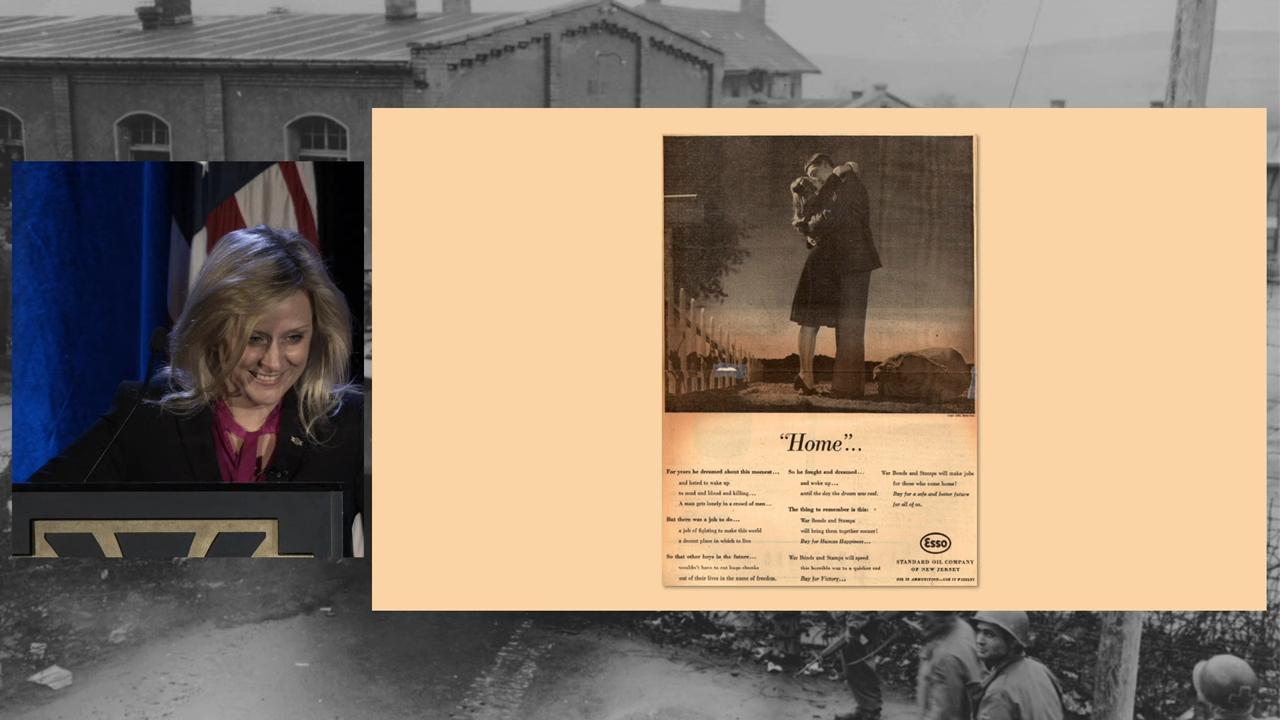 “Home”...
For years he dreamed about this moment...
and hated to wake up
to mud and blood and killing...
A man gets lonely in a crowd of men...
But there was a job to do...
a job of fighting to make this world
a decent place in which to live
So that other boys in the future...
wouldn't have to cut huge chunks
out of their lives in the name of freedom.
So he fought and dreamed...
and woke up...
until the day the dream was real.
The thing to remember is this:
War Bonds and Stamps
will bring them together sooner!
Buy for Human Happiness...
War Bonds and Stamps will speed
this horrible war to a quicker end
Buy for Victory...
War Bonds and Stamps will make jobs
for those who come home!
Buy for a safe and better future
for all of us.
Esso
STANDARD OIL COMPANY
OF NEW JERSEY
OIL IS AMMUNITION—USE IT WISELY!